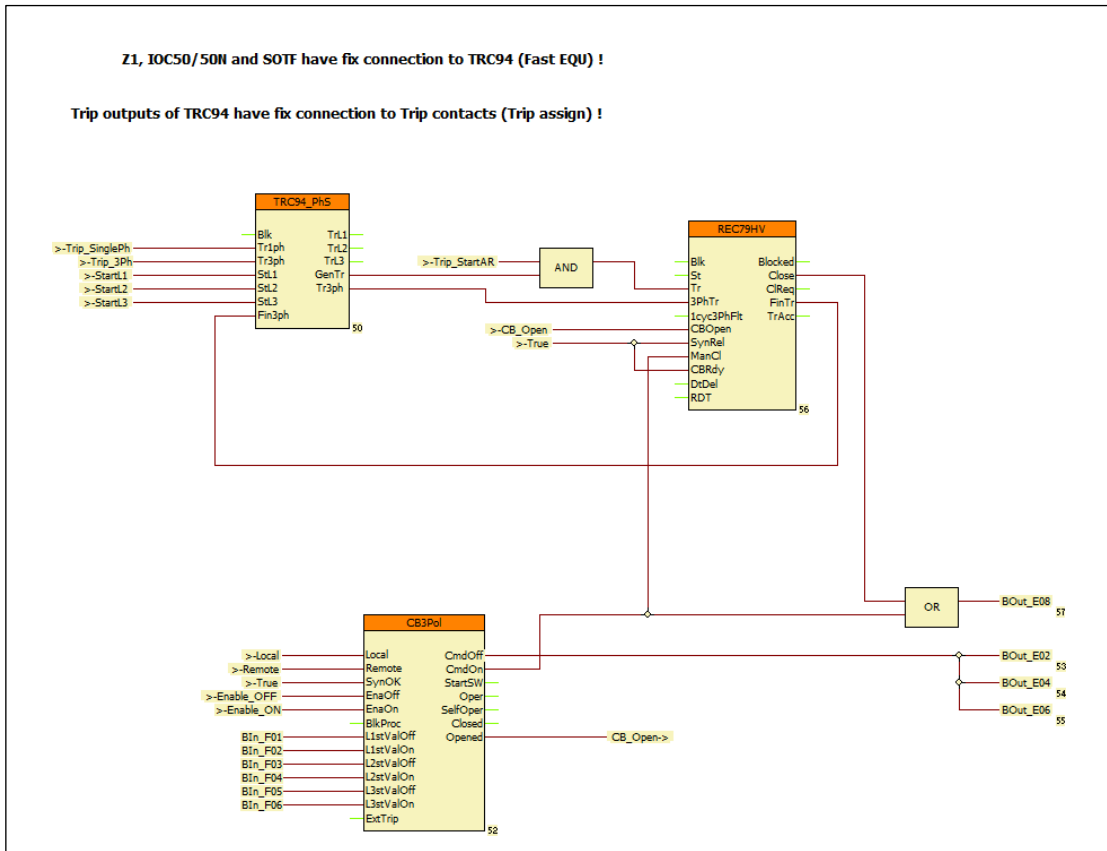 Z1, IOC50/50N and SOTF have fix connection to TRC94 (Fast EQU) !
Trip outputs of TRC94 have fix connection to Trip contacts (Trip assign) !
TRC94_PhS
Blk TrL1
>-Trip_SinglePh Tr1ph TrL2
>-Trip_3Ph Tr3ph TrL3
>-StartL1 StL1 GenTr
>-StartL2 StL2 Tr3ph
>-StartL3 StL3
Fin3ph
50
>-Trip_StartAR
AND
REC79HV
Blk Blocked
St Close
Tr ClReq
3PhTr FinTr
1cyc3PhFlt TrAcc
>-CB_Open CBOpen
>-True SynRel
ManCl
CBRdy
DtDel
RDT
56
OR
BOut_E08
57
CB3Pol
>-Local Local CmdOff
>-Remote Remote CmdOn
>-True SynOK StartSW
>-Enable_OFF EnaOff Oper
>-Enable_ON EnaOn SelfOper
BlkProc Closed
BIn_F01 L1stValOff Opened
BIn_F02 L1stValOn
BIn_F03 L2stValOff
BIn_F04 L2stValOn
BIn_F05 L3stValOff
BIn_F06 L3stValOn
ExtTrip
52
CB_Open->
BOut_E02
53
BOut_E04
54
BOut_E06
55